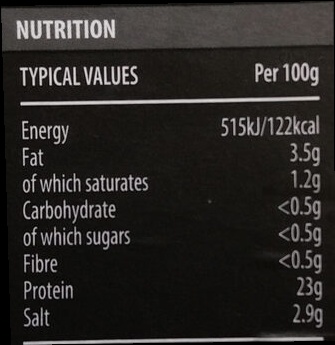 NUTRITION
TYPICAL VALUES Per 100g
Energy 515kJ/122kcal
Fat 3.5g
of which saturates 1.2g
Carbohydrate <0.5g
of which sugars <0.5g
Fibre <0.5g
Protein 23g
Salt 2.9g